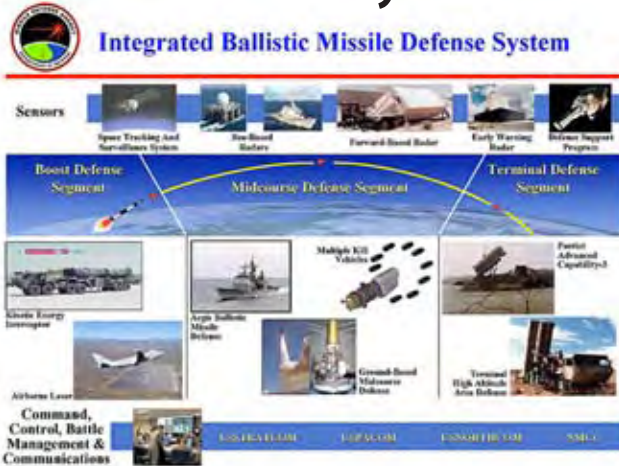 Integrated Ballistic Missile Defense System
Sensors
Space Tracking And
Surveillance System
Sea-Based
Radars
Forward-Based Radar
Early Warning
Radar
Defense Support
Program
Boost Defense
Segment
Midcourse Defense Segment
Terminal Defense
Segment
Kinetic Energy
Interceptor
Airborne Laser
Aegis Ballistic
Missile
Defense
Multiple Kill
Vehicles
Ground-Based
Midcourse
Defense
Patriot
Advanced
Capability-3
Terminal
High Altitude
Area Defense
Command,
Control, Battle
Management &
Communications
USSTRATCOM
USPACOM
USNORTHCOM
NMCC